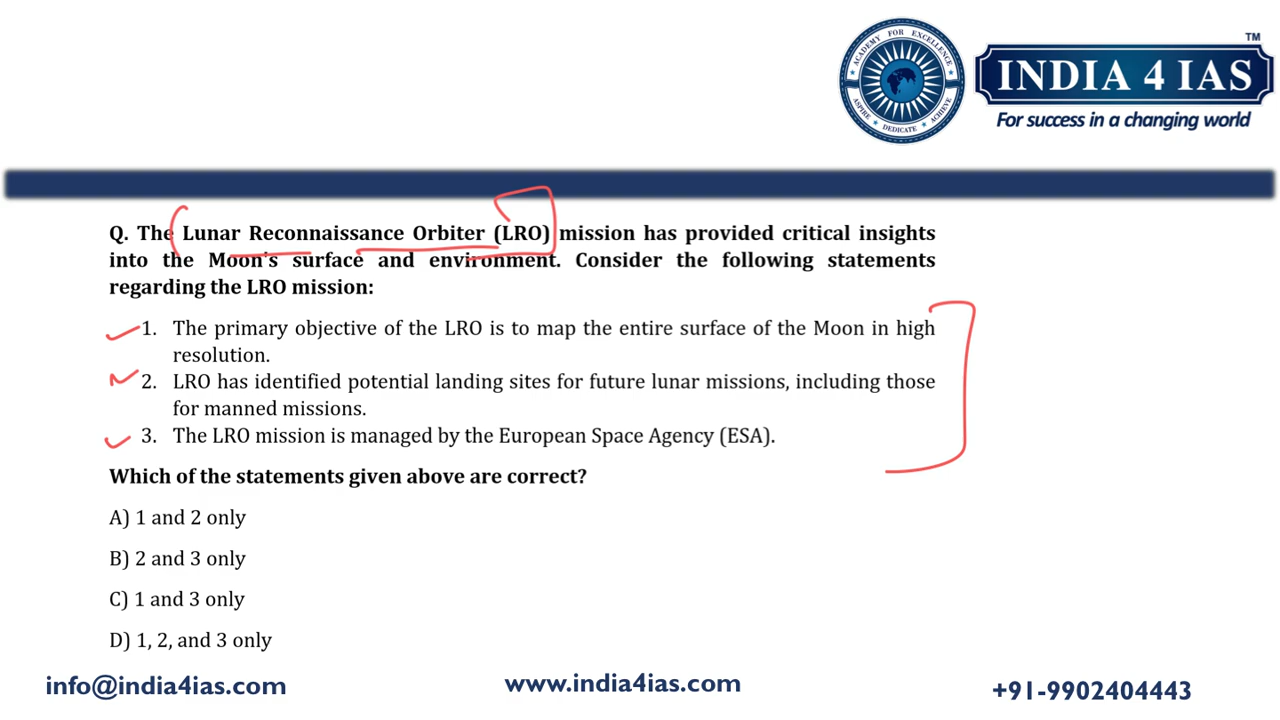 ACADEMY FOR EXCELLENCE
ASPIRE DEDICATE ACHIEVE
TM
INDIA 4 IAS
For success in a changing world
Q. The Lunar Reconnaissance Orbiter (LRO) mission has provided critical insights
into the Moon's surface and environment. Consider the following statements
regarding the LRO mission:
1. The primary objective of the LRO is to map the entire surface of the Moon in high
resolution.
2. LRO has identified potential landing sites for future lunar missions, including those
for manned missions.
3. The LRO mission is managed by the European Space Agency (ESA).
Which of the statements given above are correct?
A) 1 and 2 only
B) 2 and 3 only
C) 1 and 3 only
D) 1, 2, and 3 only
info@india4ias.com
www.india4ias.com
+91-9902404443